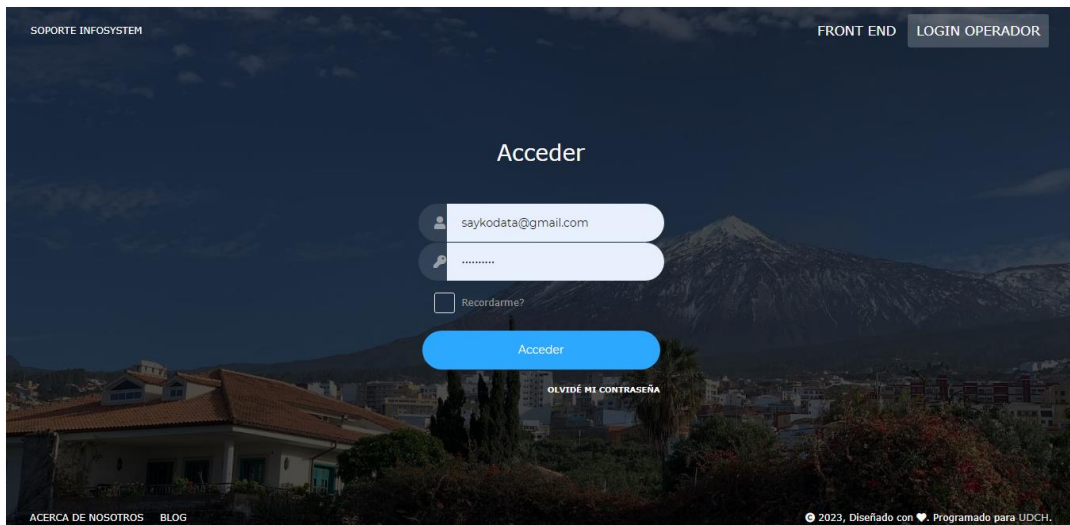 SOPORTE INFOSYSTEM
FRONT END
LOGIN OPERADOR
Acceder
saykodata@gmail.com
..........
Recordarme?
Acceder
OLVIDÉ MI CONTRASEÑA
ACERCA DE NOSOTROS BLOG
© 2023, Diseñado con ♥. Programado para UDCH.